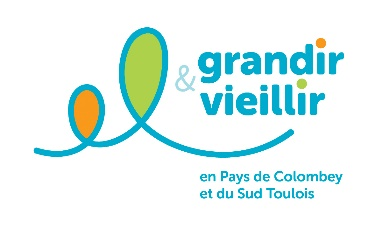 grandir
& vieillir
en Pays de Colombey
et du Sud Toulois